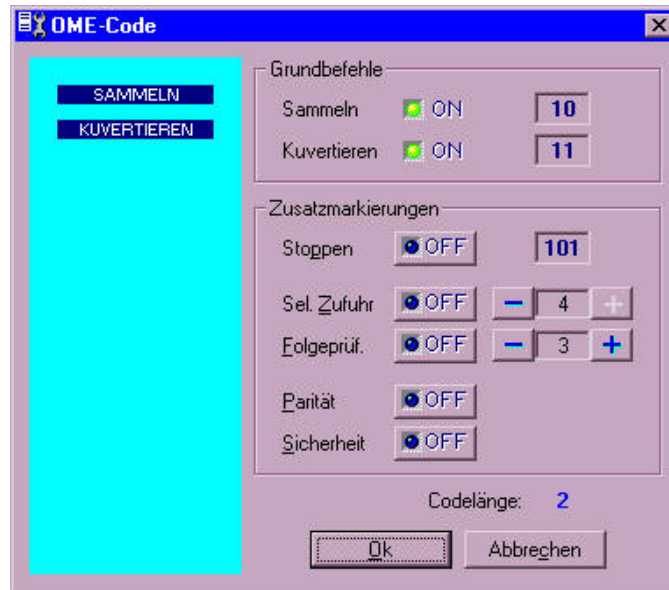 OME-Code
SAMMELN
KUVERTIEREN
Grundbefehle
Sammeln ON 10
Kuvertieren ON 11
Zusatzmarkierungen
Stoppen OFF 101
Sel. Zufuhr OFF − 4 +
Folgeprüf. OFF − 3 +
Parität OFF
Sicherheit OFF
Codelänge: 2
Ok Abbrechen